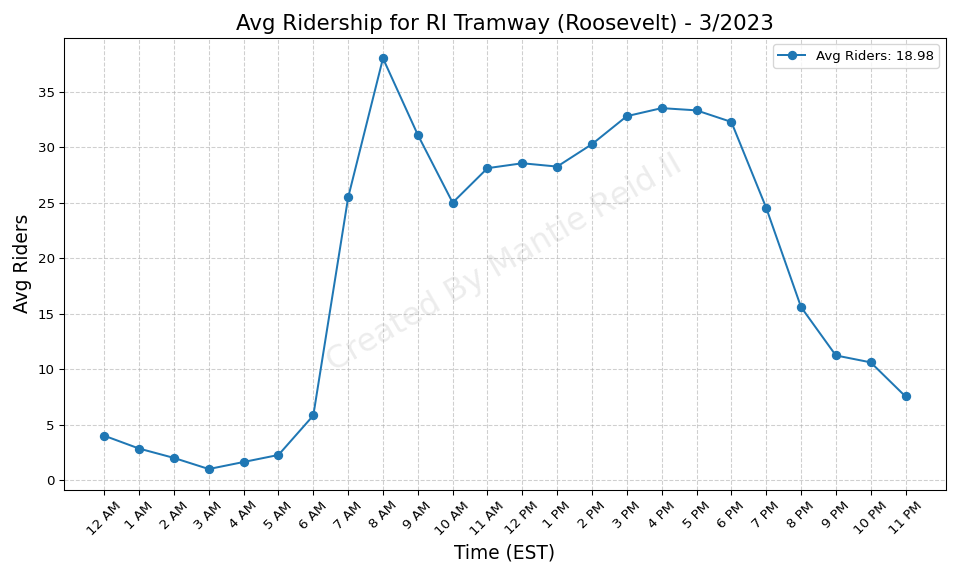 Avg Ridership for RI Tramway (Roosevelt) - 3/2023
Avg Riders: 18.98
Avg Riders
35
30
25
20
15
10
5
0
Created By Mantie Reid II
12 AM
1 AM
2 AM
3 AM
4 AM
5 AM
6 AM
7 AM
8 AM
9 AM
10 AM
11 AM
12 PM
1 PM
2 PM
3 PM
4 PM
5 PM
6 PM
7 PM
8 PM
9 PM
10 PM
11 PM
Time (EST)